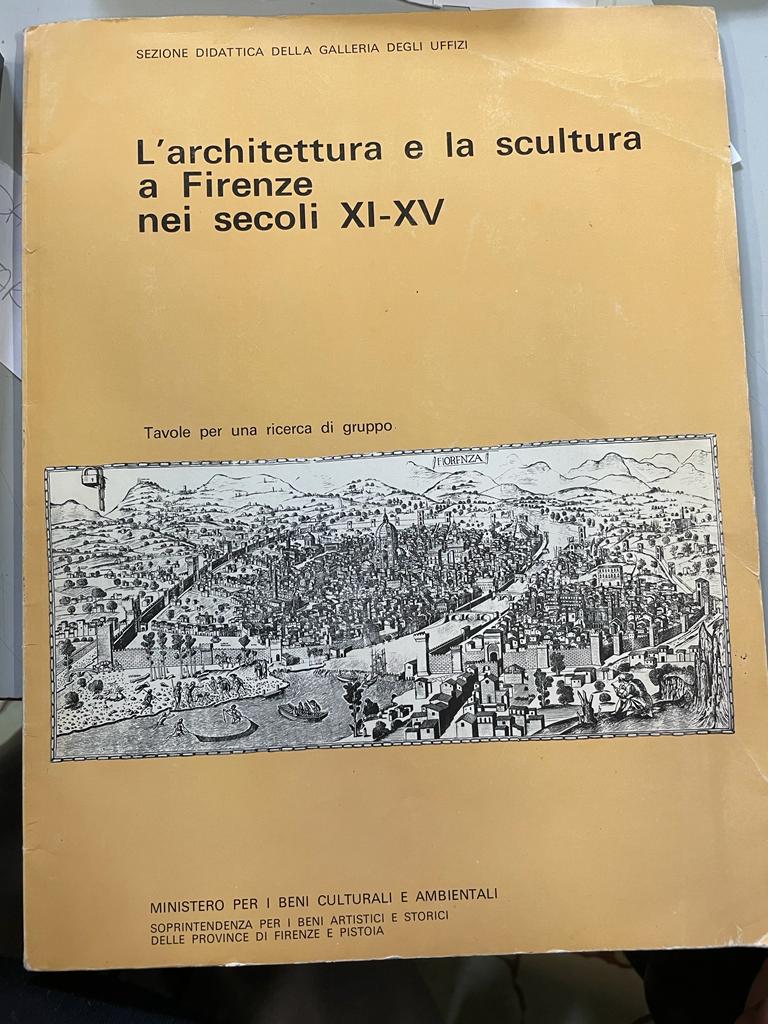 SEZIONE DIDATTICA DELLA GALLERIA DEGLI UFFIZI
L'architettura e la scultura
a Firenze
nei secoli XI-XV
Tavole per una ricerca di gruppo
FIORENZA
MINISTERO PER I BENI CULTURALI E AMBIENTALI
SOPRINTENDENZA PER I BENI ARTISTICI E STORICI
DELLE PROVINCE DI FIRENZE E PISTOIA